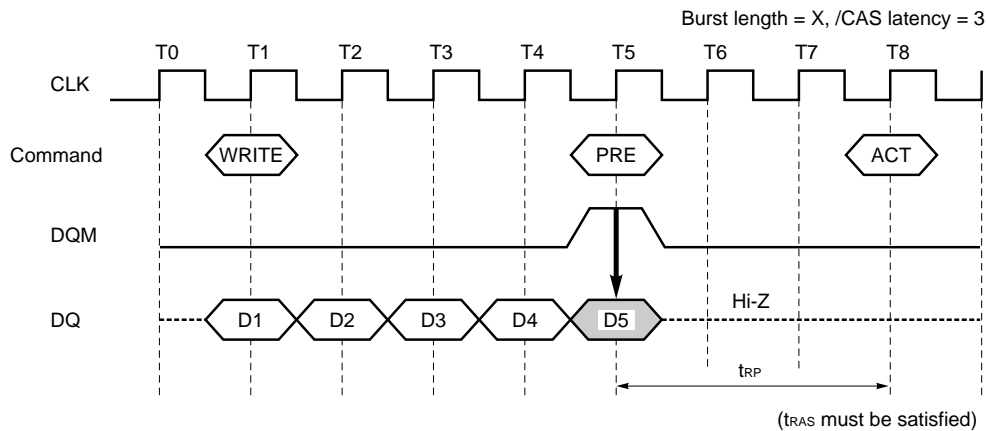 Burst length = X, /CAS latency = 3
T0 T1 T2 T3 T4 T5 T6 T7 T8
CLK
Command WRITE PRE ACT
DQM
Hi-Z
DQ D1 D2 D3 D4 D5
tRP
(tRAS must be satisfied)